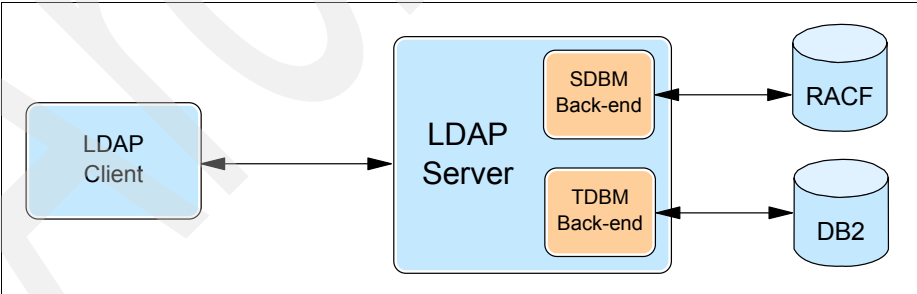 LDAP
Client
LDAP
Server
SDBM
Back-end
TDBM
Back-end
RACF
DB2